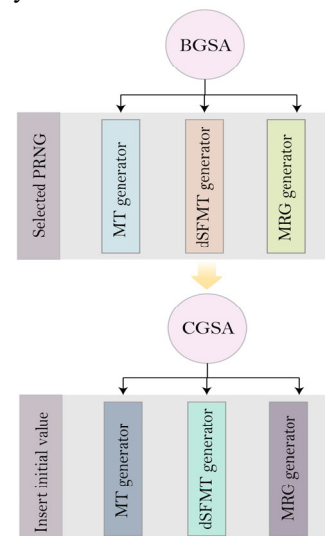 BGSA
Selected PRNG
MT generator
dSFMT generator
MRG generator
CGSA
Insert initial value
MT generator
dSFMT generator
MRG generator